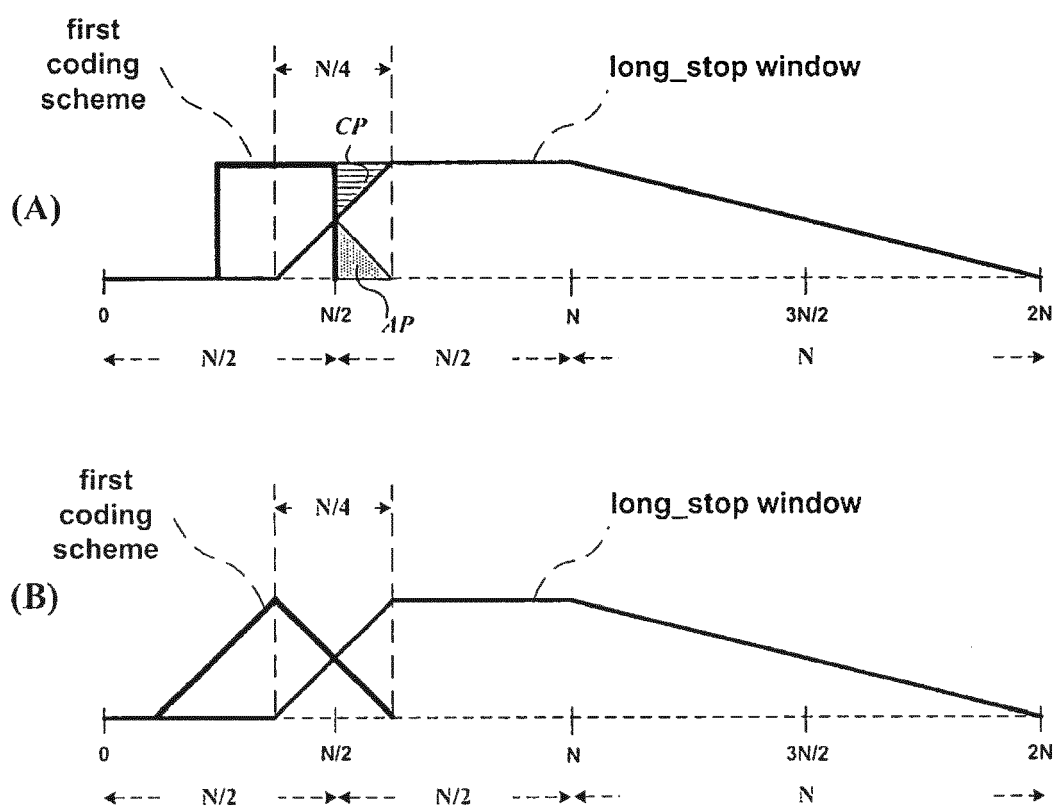 first
coding
scheme
N/4
long_stop window
CP
(A)
0
N/2
AP
N
3N/2
2N
N/2
N/2
N
first
coding
scheme
N/4
long_stop window
(B)
0
N/2
N
3N/2
2N
N/2
N/2
N